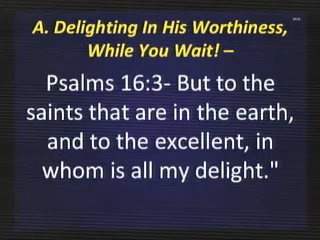 A. Delighting In His Worthiness,
While You Wait! –
Psalms 16:3- But to the
saints that are in the earth,
and to the excellent, in
whom is all my delight."